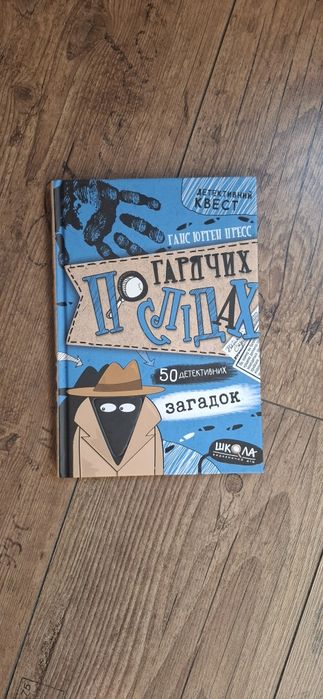 ДЕТЕКТИВНИЙ
КВЕСТ
ГАНС ЮРГЕН ПРЕСС
ПО ГАРЯЧИХ
СЛІДАХ
50 ДЕТЕКТИВНИХ
загадок
ШКОЛА